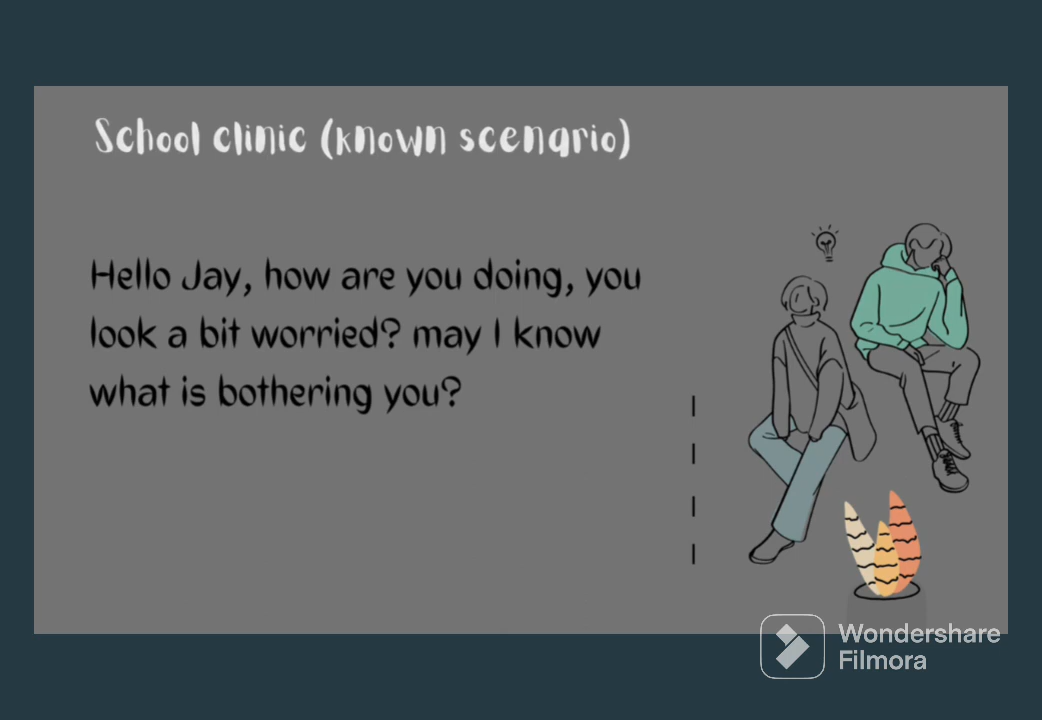 School clinic (known scenario)
Hello Jay, how are you doing, you
look a bit worried? may I know
what is bothering you?
Wondershare
Filmora